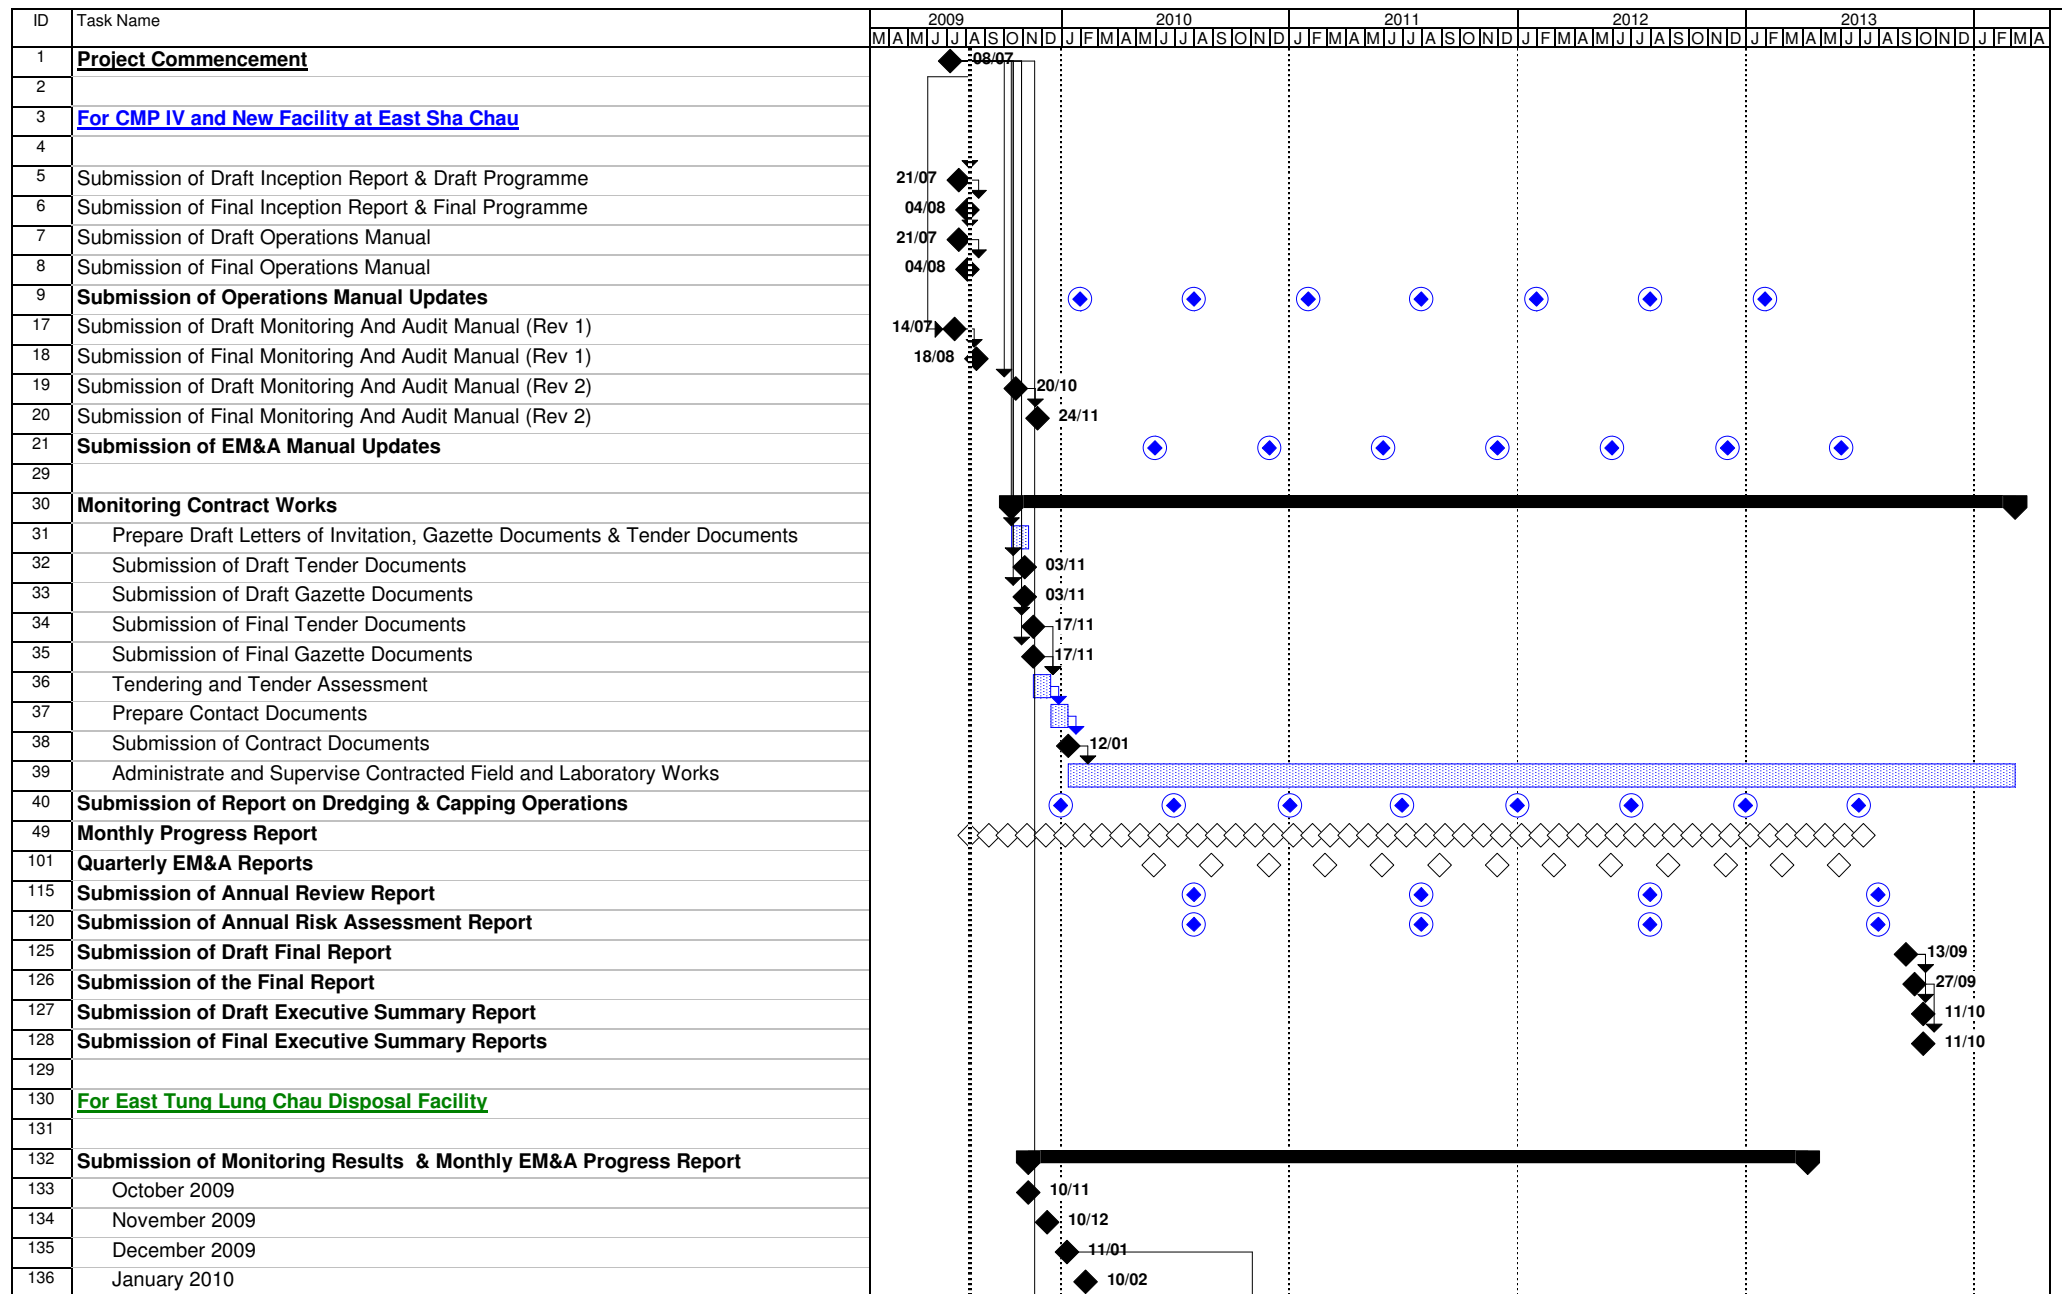 ID Task Name 2009 2010 2011 2012 2013
M A M J J A S O N D J F M A M J J A S O N D J F M A M J J A S O N D J F M A M J J A S O N D J F M A M J J A S O N D J F M A
1 Project Commencement 08/07
2
3 For CMP IV and New Facility at East Sha Chau
4
5 Submission of Draft Inception Report & Draft Programme 21/07
6 Submission of Final Inception Report & Final Programme 04/08
7 Submission of Draft Operations Manual 21/07
8 Submission of Final Operations Manual 04/08
9 Submission of Operations Manual Updates
17 Submission of Draft Monitoring And Audit Manual (Rev 1) 14/07
18 Submission of Final Monitoring And Audit Manual (Rev 1) 18/08
19 Submission of Draft Monitoring And Audit Manual (Rev 2) 20/10
20 Submission of Final Monitoring And Audit Manual (Rev 2) 24/11
21 Submission of EM&A Manual Updates
29
30 Monitoring Contract Works
31 Prepare Draft Letters of Invitation, Gazette Documents & Tender Documents
32 Submission of Draft Tender Documents 03/11
33 Submission of Draft Gazette Documents 03/11
34 Submission of Final Tender Documents 17/11
35 Submission of Final Gazette Documents 17/11
36 Tendering and Tender Assessment
37 Prepare Contact Documents
38 Submission of Contract Documents 12/01
39 Administrate and Supervise Contracted Field and Laboratory Works
40 Submission of Report on Dredging & Capping Operations
49 Monthly Progress Report
101 Quarterly EM&A Reports
115 Submission of Annual Review Report
120 Submission of Annual Risk Assessment Report
125 Submission of Draft Final Report 13/09
126 Submission of the Final Report 27/09
127 Submission of Draft Executive Summary Report 11/10
128 Submission of Final Executive Summary Reports 11/10
129
130 For East Tung Lung Chau Disposal Facility
131
132 Submission of Monitoring Results & Monthly EM&A Progress Report
133 October 2009 10/11
134 November 2009 10/12
135 December 2009 11/01
136 January 2010 10/02